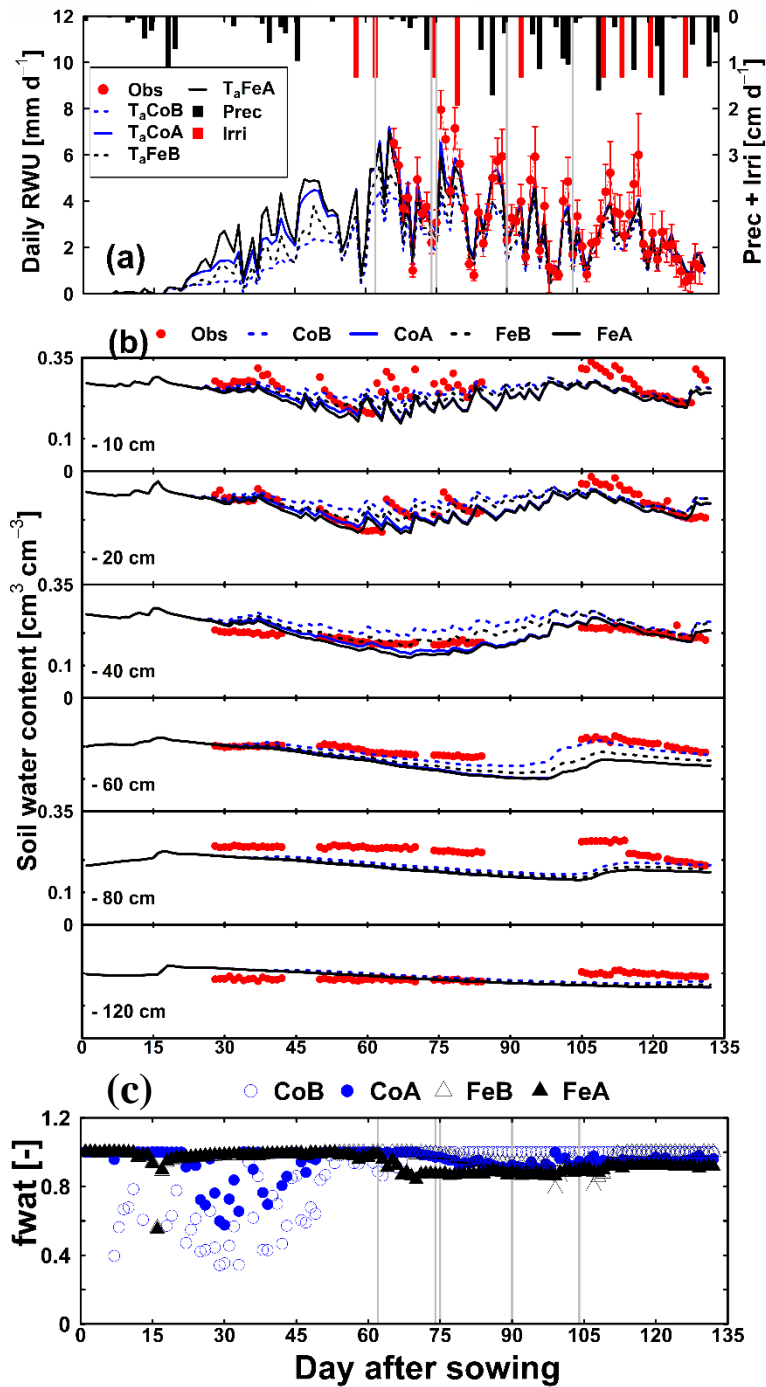 12 0
10 1
8 2
6 3
4
2
0
Daily RWU [mm d⁻¹]
Prec + Irri [cm d⁻¹]
Obs TₐFeA
TₐCoB Prec
TₐCoA Irri
TₐFeB
(a)
Obs CoB CoA FeB FeA
(b)
Soil water content [cm³ cm⁻³]
0.35
0.1
- 10 cm
0
- 20 cm
0.35
0.1
- 40 cm
0
- 60 cm
0.35
0.1
- 80 cm
0
- 120 cm
0 15 30 45 60 75 90 105 120 135
(c) CoB CoA FeB FeA
fwat [-]
1.2
0.8
0.4
0
0 15 30 45 60 75 90 105 120 135
Day after sowing